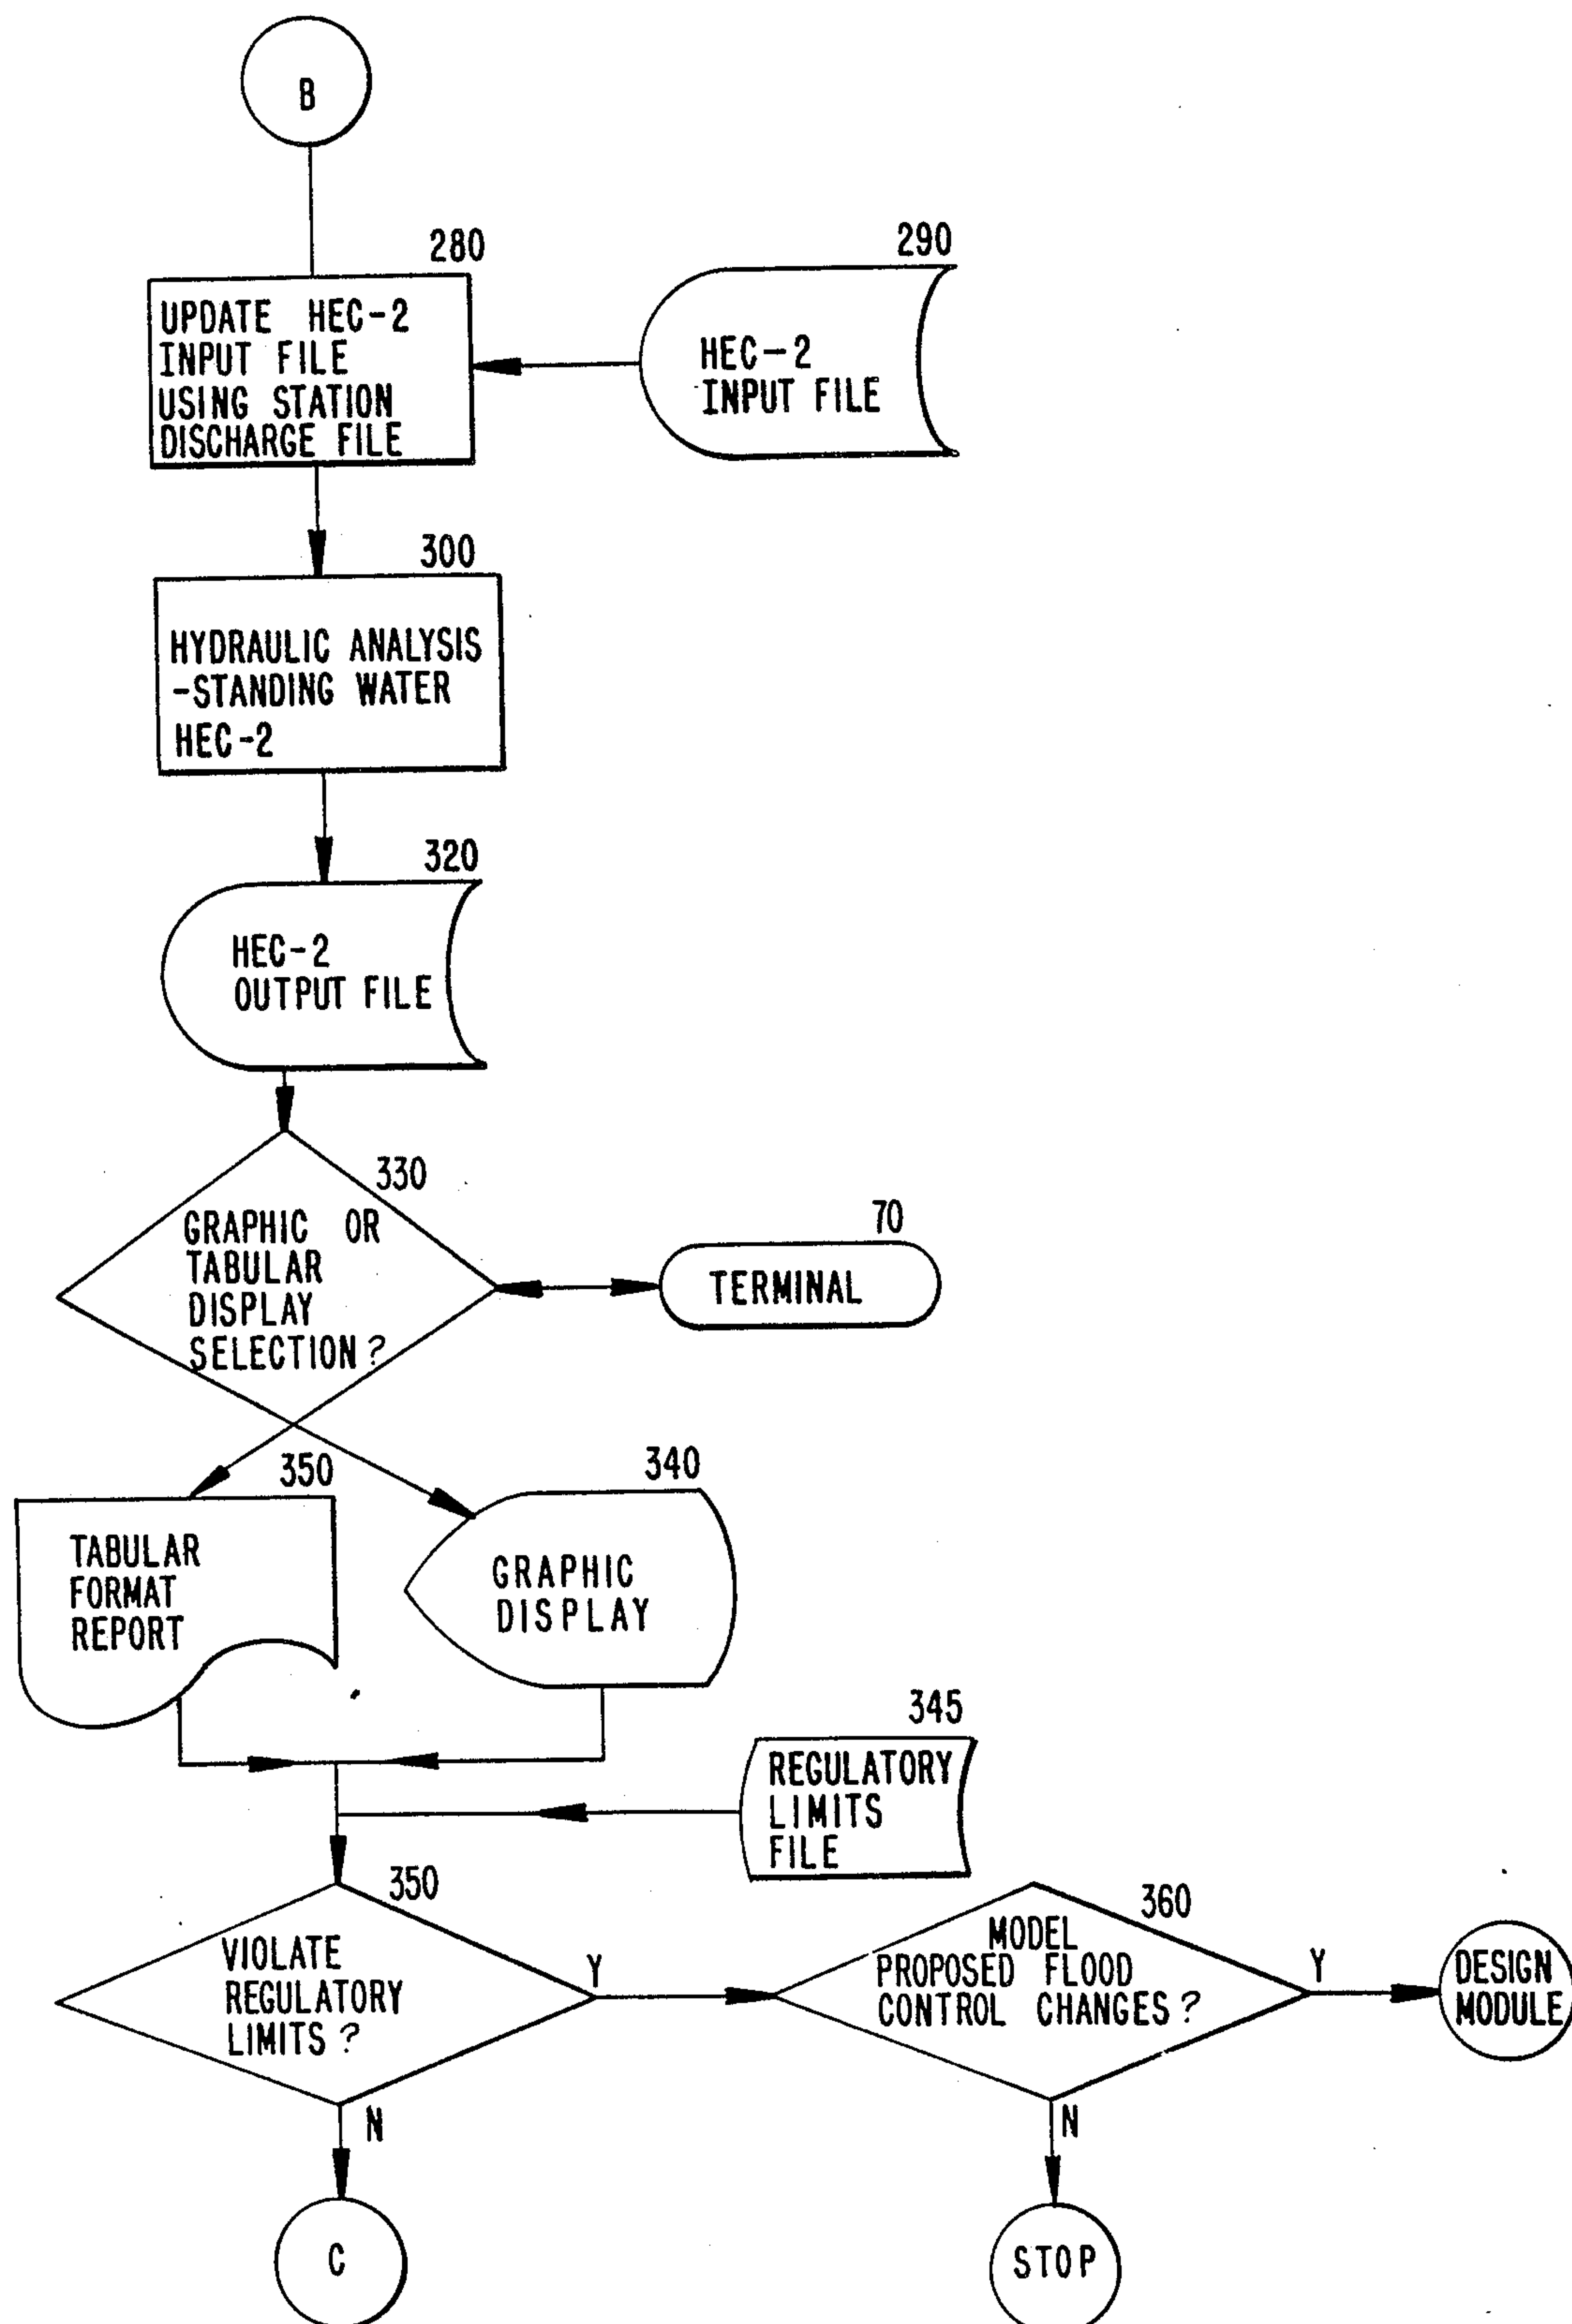 B
280
UPDATE HEC-2
INPUT FILE
USING STATION
DISCHARGE FILE
290
HEC-2
INPUT FILE
300
HYDRAULIC ANALYSIS
-STANDING WATER
HEC-2
320
HEC-2
OUTPUT FILE
330
GRAPHIC OR
TABULAR
DISPLAY
SELECTION?
70
TERMINAL
350
TABULAR
FORMAT
REPORT
340
GRAPHIC
DISPLAY
345
REGULATORY
LIMITS
FILE
350
VIOLATE
REGULATORY
LIMITS?
Y
N
360
MODEL
PROPOSED FLOOD
CONTROL CHANGES?
Y
N
DESIGN
MODULE
C
STOP